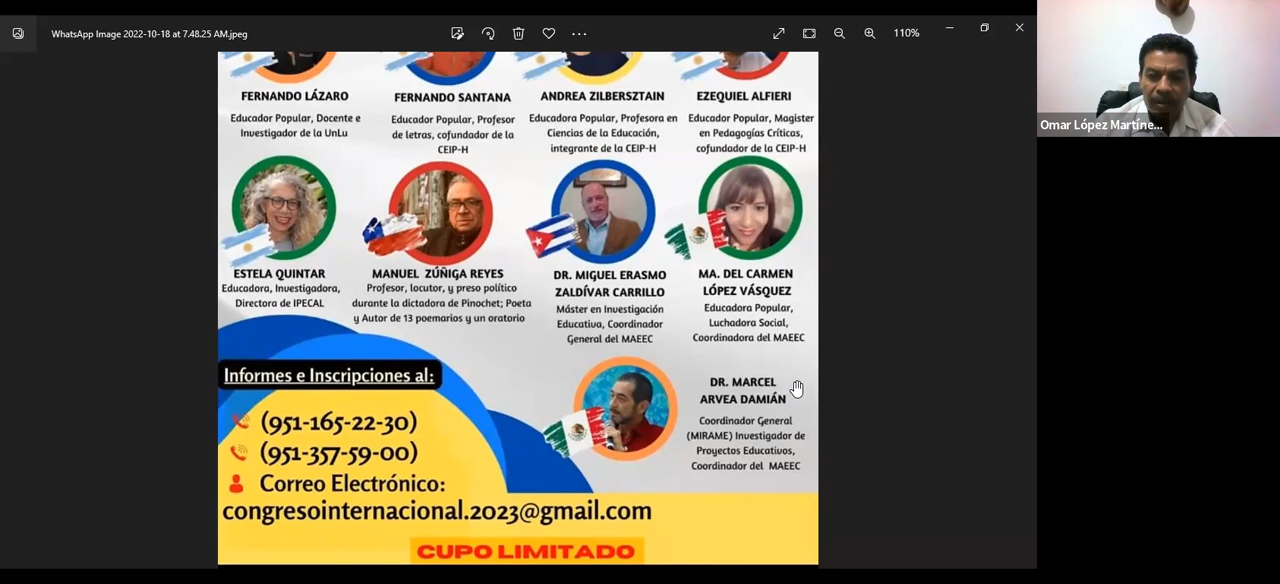 WhatsApp Image 2022-10-18 at 7.48.25 AM.jpeg
110%
Omar López Martíne...
FERNANDO LÁZARO
Educador Popular, Docente e
Investigador de la UnLu
FERNANDO SANTANA
Educador Popular, Profesor
de letras, cofundador de la
CEIP-H
ANDREA ZILBERSZTAIN
Educadora Popular, Profesora en
Ciencias de la Educación,
integrante de la CEIP-H
EZEQUIEL ALFIERI
Educador Popular, Magister
en Pedagogías Críticas,
cofundador de la CEIP-H
ESTELA QUINTAR
Educadora, Investigadora,
Directora de IPECAL
MANUEL ZÚÑIGA REYES
Profesor, locutor, y preso político
durante la dictadora de Pinochet; Poeta
y Autor de 13 poemarios y un oratorio
DR. MIGUEL ERASMO
ZALDÍVAR CARRILLO
Máster en Investigación
Educativa, Coordinador
General del MAEEC
MA. DEL CARMEN
LÓPEZ VÁSQUEZ
Educadora Popular,
Luchadora Social,
Coordinadora del MAEEC
DR. MARCEL
ARVEA DAMIÁN
Coordinador General
(MIRAME) Investigador de
Proyectos Educativos,
Coordinador del MAEEC
Informes e Inscripciones al:
(951-165-22-30)
(951-357-59-00)
Correo Electrónico:
congresointernacional.2023@gmail.com
CUPO LIMITADO